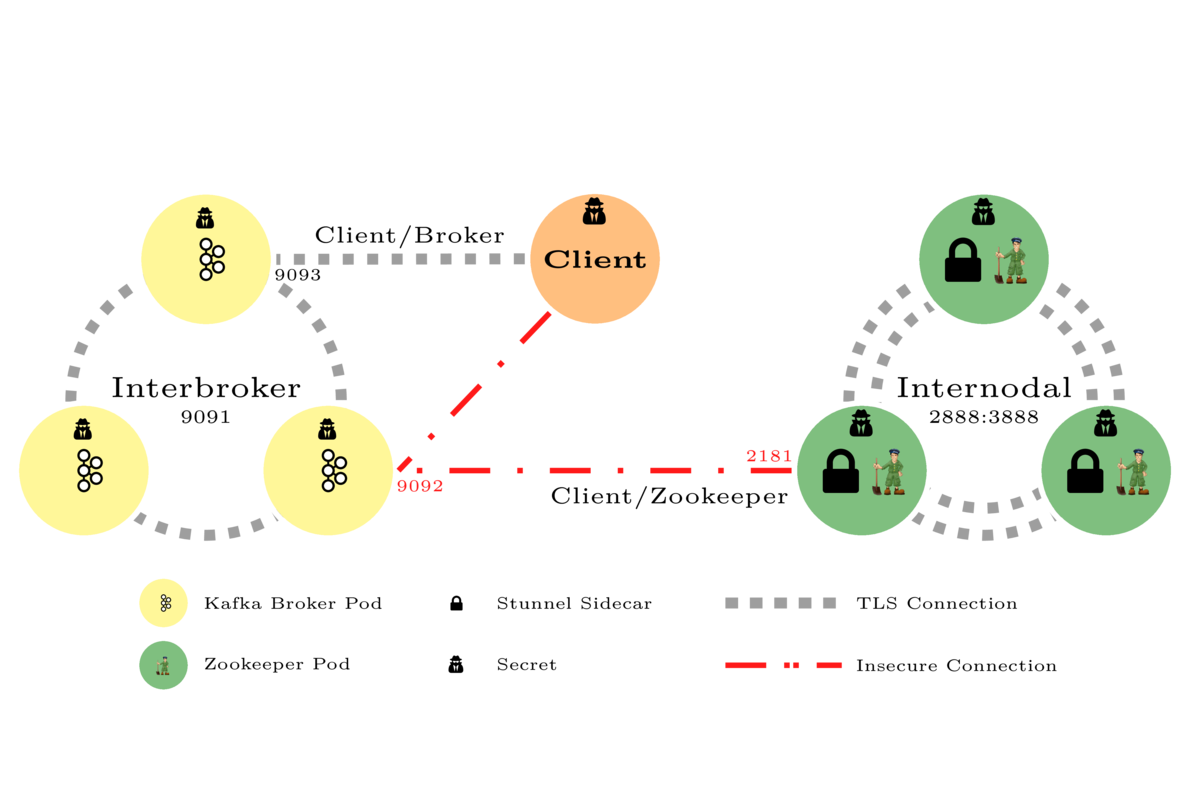 Client/Broker
9093
Client
Interbroker
9091
Internodal
2888:3888
9092
2181
Client/Zookeeper
Kafka Broker Pod
Stunnel Sidecar
TLS Connection
Zookeeper Pod
Secret
Insecure Connection